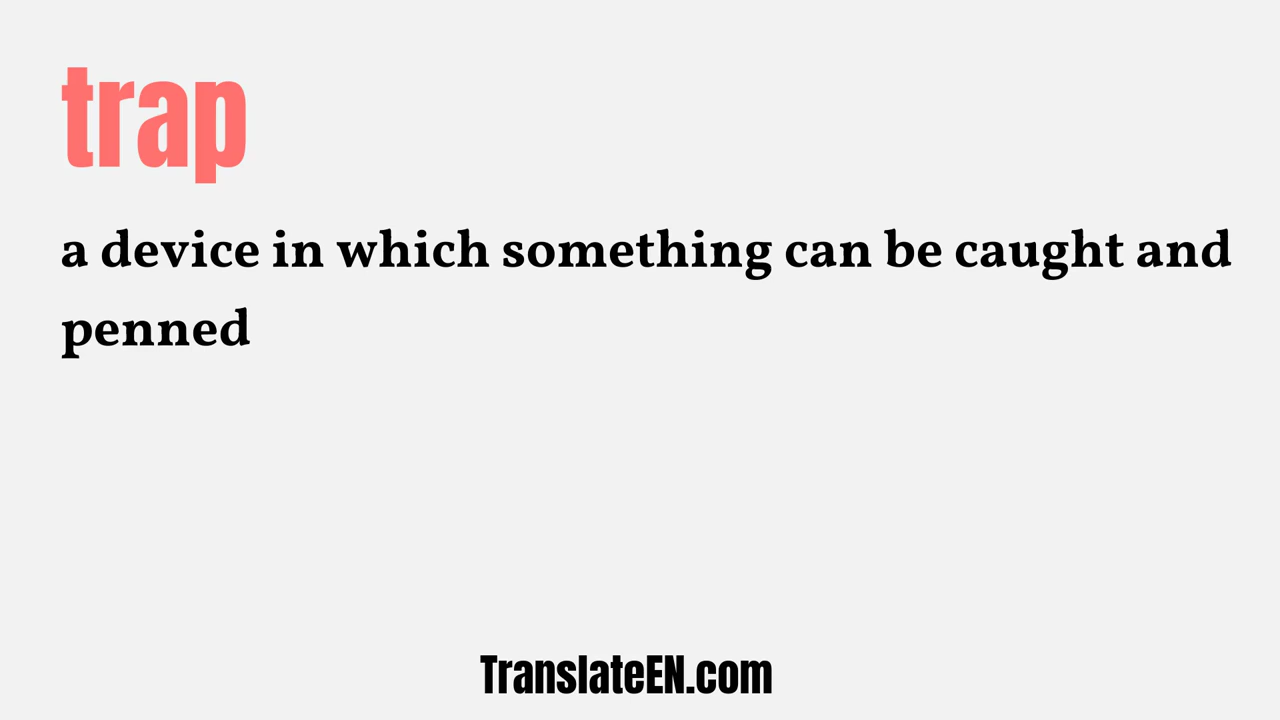 trap
a device in which something can be caught and
penned
TranslateEN.com